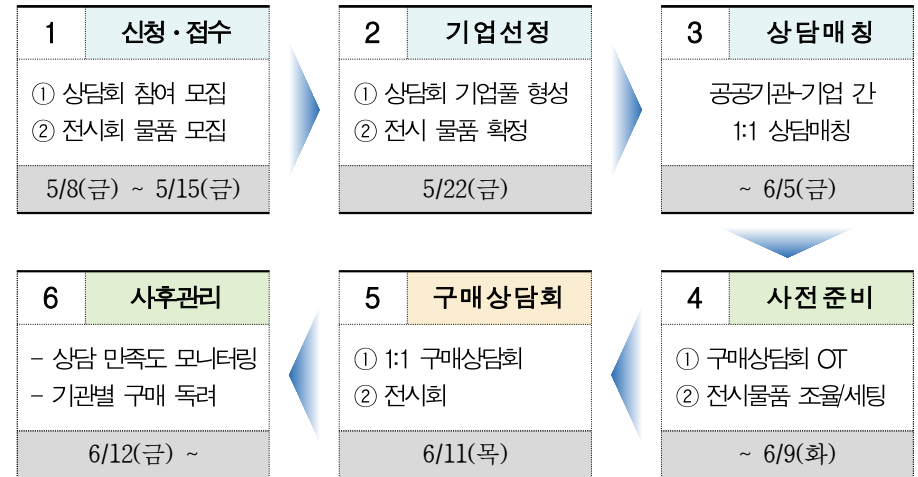 1 신청·접수
① 상담회 참여 모집
② 전시회 물품 모집
5/8(금) ~ 5/15(금)
2 기업선정
① 상담회 기업풀 형성
② 전시 물품 확정
5/22(금)
3 상담매칭
공공기관-기업 간
1:1 상담매칭
~ 6/5(금)
4 사전준비
① 구매상담회 OT
② 전시물품 조율/세팅
~ 6/9(화)
5 구매상담회
① 1:1 구매상담회
② 전시회
6/11(목)
6 사후관리
- 상담 만족도 모니터링
- 기관별 구매 독려
6/12(금) ~